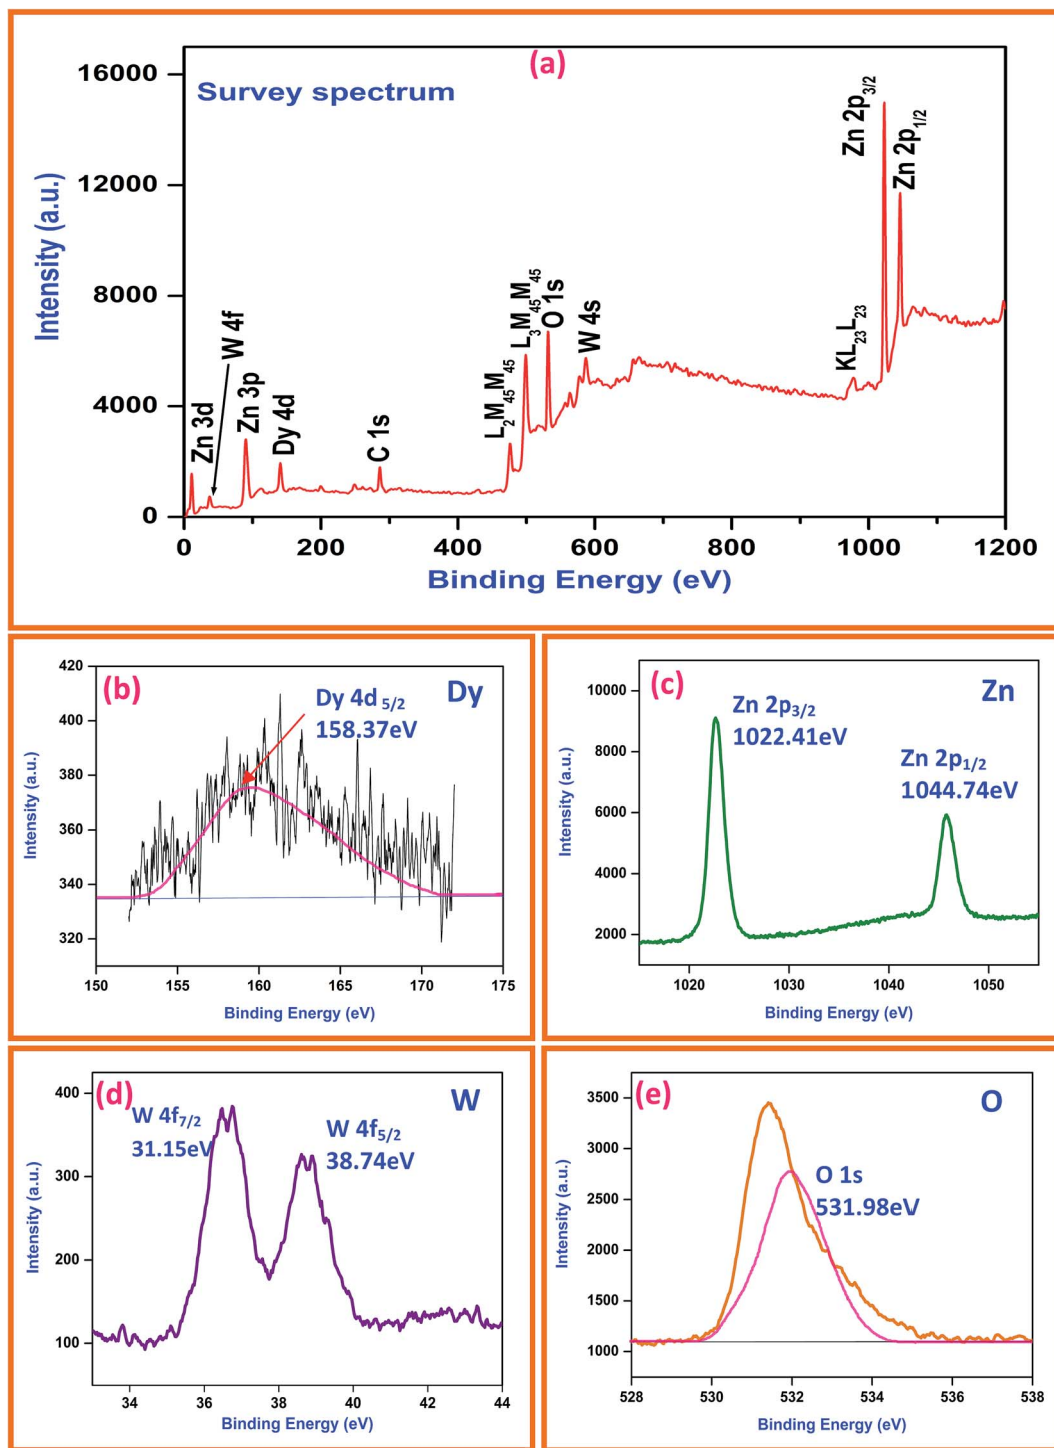 (a)
Survey spectrum
Intensity (a.u.)
16000
12000
8000
4000
0
Zn 3d
W 4f
Zn 3p
Dy 4d
C 1s
L2M45M45
L3M45M45
O 1s
W 4s
KL23L23
Zn 2p3/2
Zn 2p1/2
0 200 400 600 800 1000 1200
Binding Energy (eV)
(b)
Dy
Dy 4d 5/2
158.37eV
Intensity (a.u.)
420
400
380
360
340
320
150 155 160 165 170 175
Binding Energy (eV)
(c)
Zn
Zn 2p3/2
1022.41eV
Zn 2p1/2
1044.74eV
Intensity (a.u.)
10000
8000
6000
4000
2000
1020 1030 1040 1050
Binding Energy (eV)
(d)
W
W 4f7/2
31.15eV
W 4f5/2
38.74eV
Intensity (a.u.)
400
300
200
100
34 36 38 40 42 44
Binding Energy (eV)
(e)
O
O 1s
531.98eV
Intensity (a.u.)
3500
3000
2500
2000
1500
1000
528 530 532 534 536 538
Binding Energy (eV)